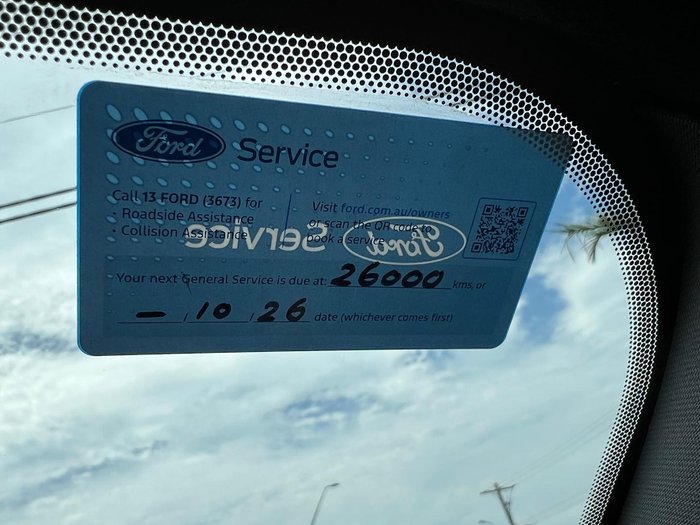 Ford Service
Call 13 FORD (3673) for
· Roadside Assistance
· Collision Assistance
Visit ford.com.au/owners
or scan the QR code to
book a service
Service Ford
Your next General Service is due at: 26000 kms, or
– / 10 / 26 date (whichever comes first)